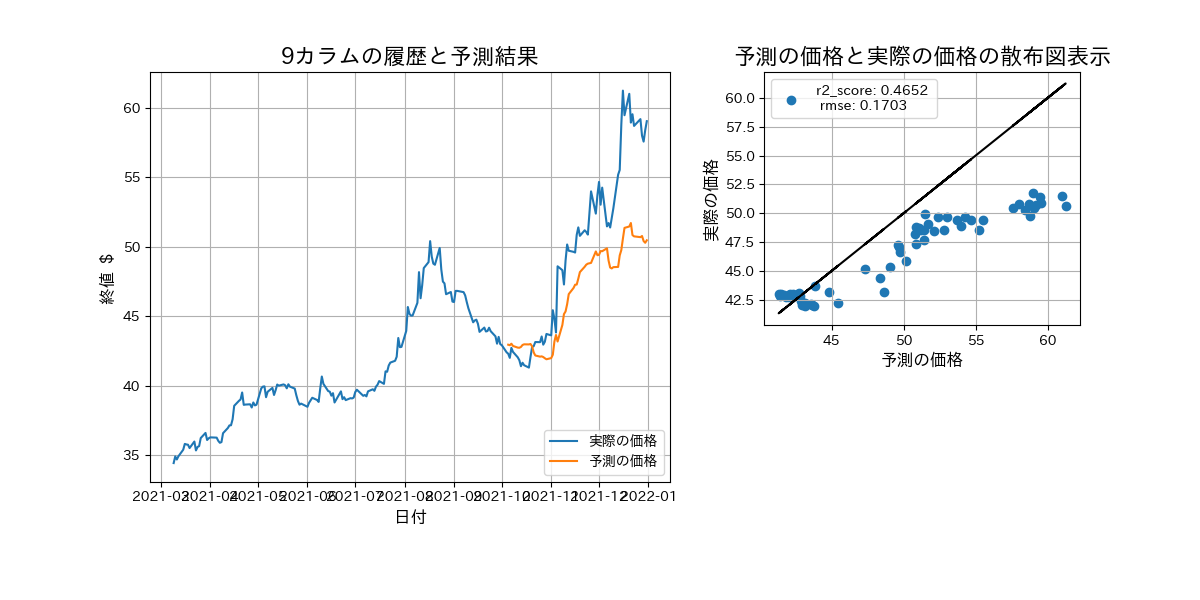 9カラムの履歴と予測結果
終値 $
60
55
50
45
40
35
2021-03 2021-04 2021-05 2021-06 2021-07 2021-08 2021-09 2021-10 2021-11 2021-12 2022-01
日付
実際の価格
予測の価格
予測の価格と実際の価格の散布図表示
r2_score: 0.4652
rmse: 0.1703
実際の価格
60.0
57.5
55.0
52.5
50.0
47.5
45.0
42.5
45 50 55 60
予測の価格